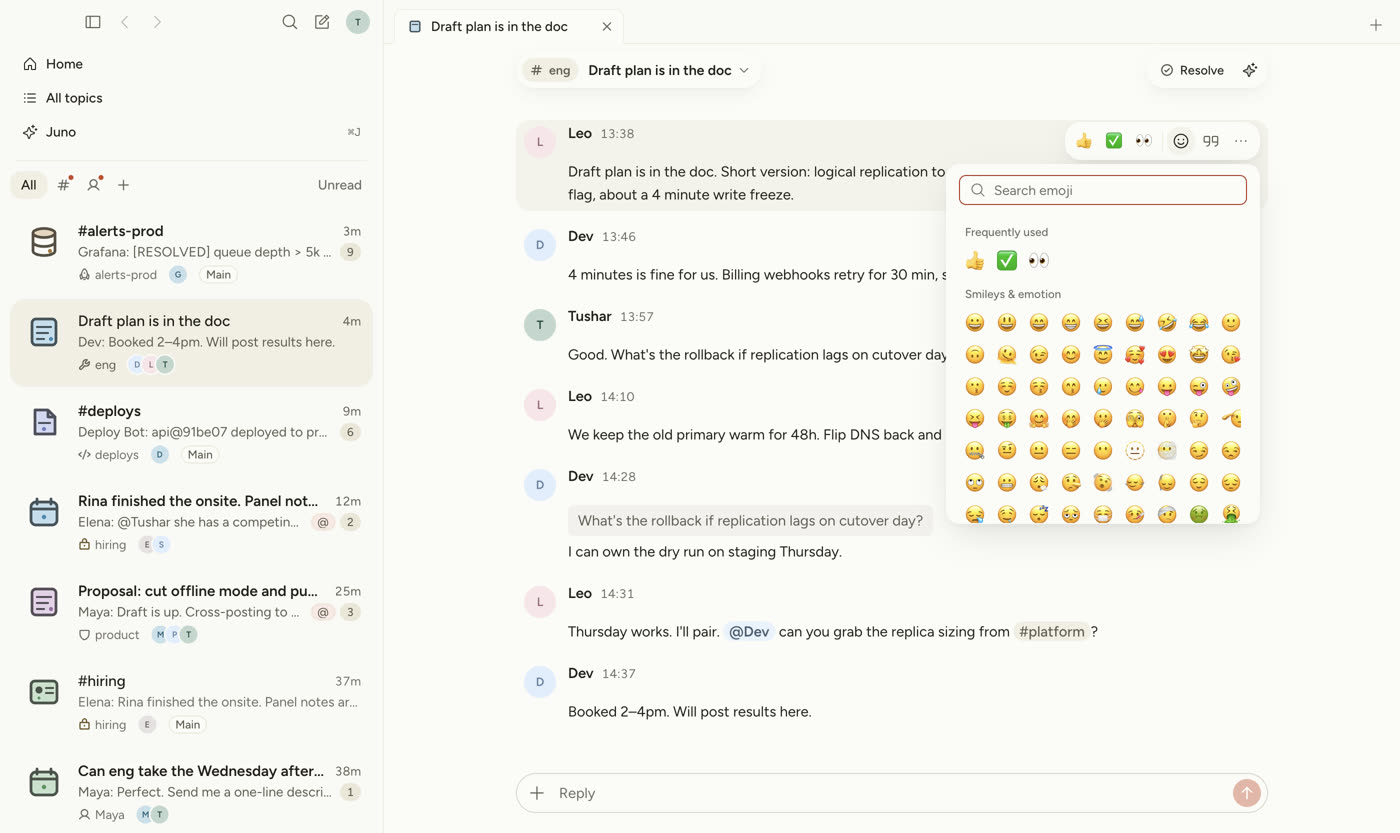 T
Home
All topics
Juno ⌘J
All # + Unread
#alerts-prod 3m
Grafana: [RESOLVED] queue depth > 5k ... 9
alerts-prod G Main
Draft plan is in the doc 4m
Dev: Booked 2–4pm. Will post results here.
eng D L T
#deploys 9m
Deploy Bot: api@91be07 deployed to pr... 6
deploys D Main
Rina finished the onsite. Panel not... 12m
Elena: @Tushar she has a competin... @ 2
hiring E S
Proposal: cut offline mode and pu... 25m
Maya: Draft is up. Cross-posting to ... @ 3
product M P T
#hiring 37m
Elena: Rina finished the onsite. Panel notes ar...
hiring E Main
Can eng take the Wednesday after... 38m
Maya: Perfect. Send me a one-line descri... 1
Maya M T
Draft plan is in the doc
# eng Draft plan is in the doc
Resolve
L Leo 13:38
Draft plan is in the doc. Short version: logical replication to
flag, about a 4 minute write freeze.
D Dev 13:46
4 minutes is fine for us. Billing webhooks retry for 30 min, s
T Tushar 13:57
Good. What's the rollback if replication lags on cutover day
L Leo 14:10
We keep the old primary warm for 48h. Flip DNS back and
D Dev 14:28
What's the rollback if replication lags on cutover day?
I can own the dry run on staging Thursday.
L Leo 14:31
Thursday works. I'll pair. @Dev can you grab the replica sizing from #platform ?
D Dev 14:37
Booked 2–4pm. Will post results here.
Reply
Search emoji
Frequently used
Smileys & emotion